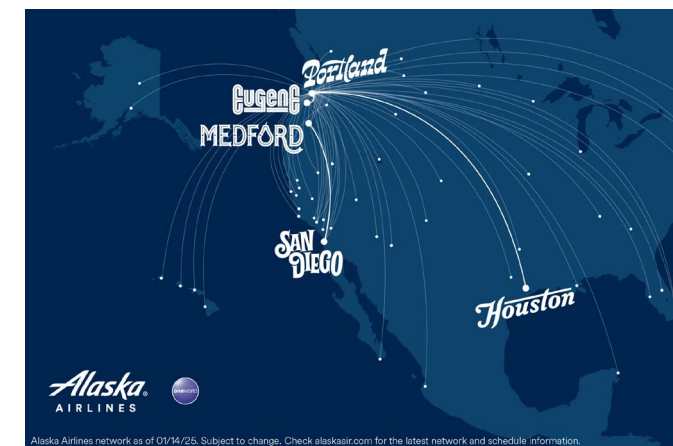 Portland
Eugene
MEDFORD
SAN
DIEGO
Houston
Alaska®
AIRLINES
oneworld
Alaska Airlines network as of 01/14/25. Subject to change. Check alaskaair.com for the latest network and schedule information.